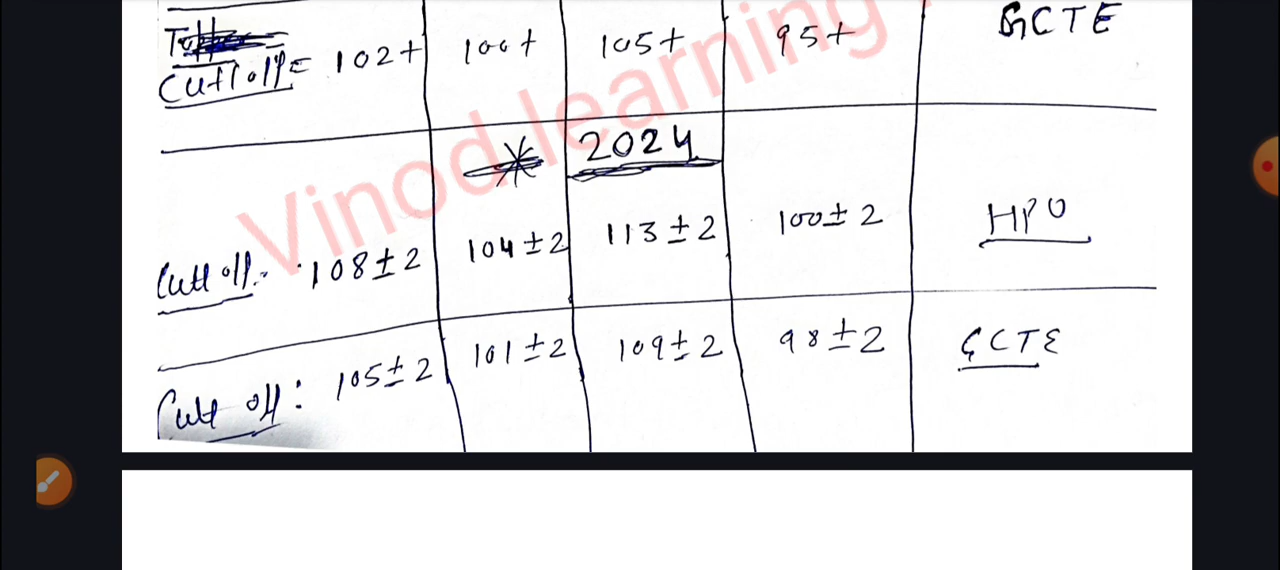 Cutt off = 102+ 100+ 105+ 95+ GCTE
* 2024
Cutt off :- 108±2 104±2 113±2 100±2 HPU
Cutt off : 105±2 101±2 109±2 98±2 GCTE
Vinod learning